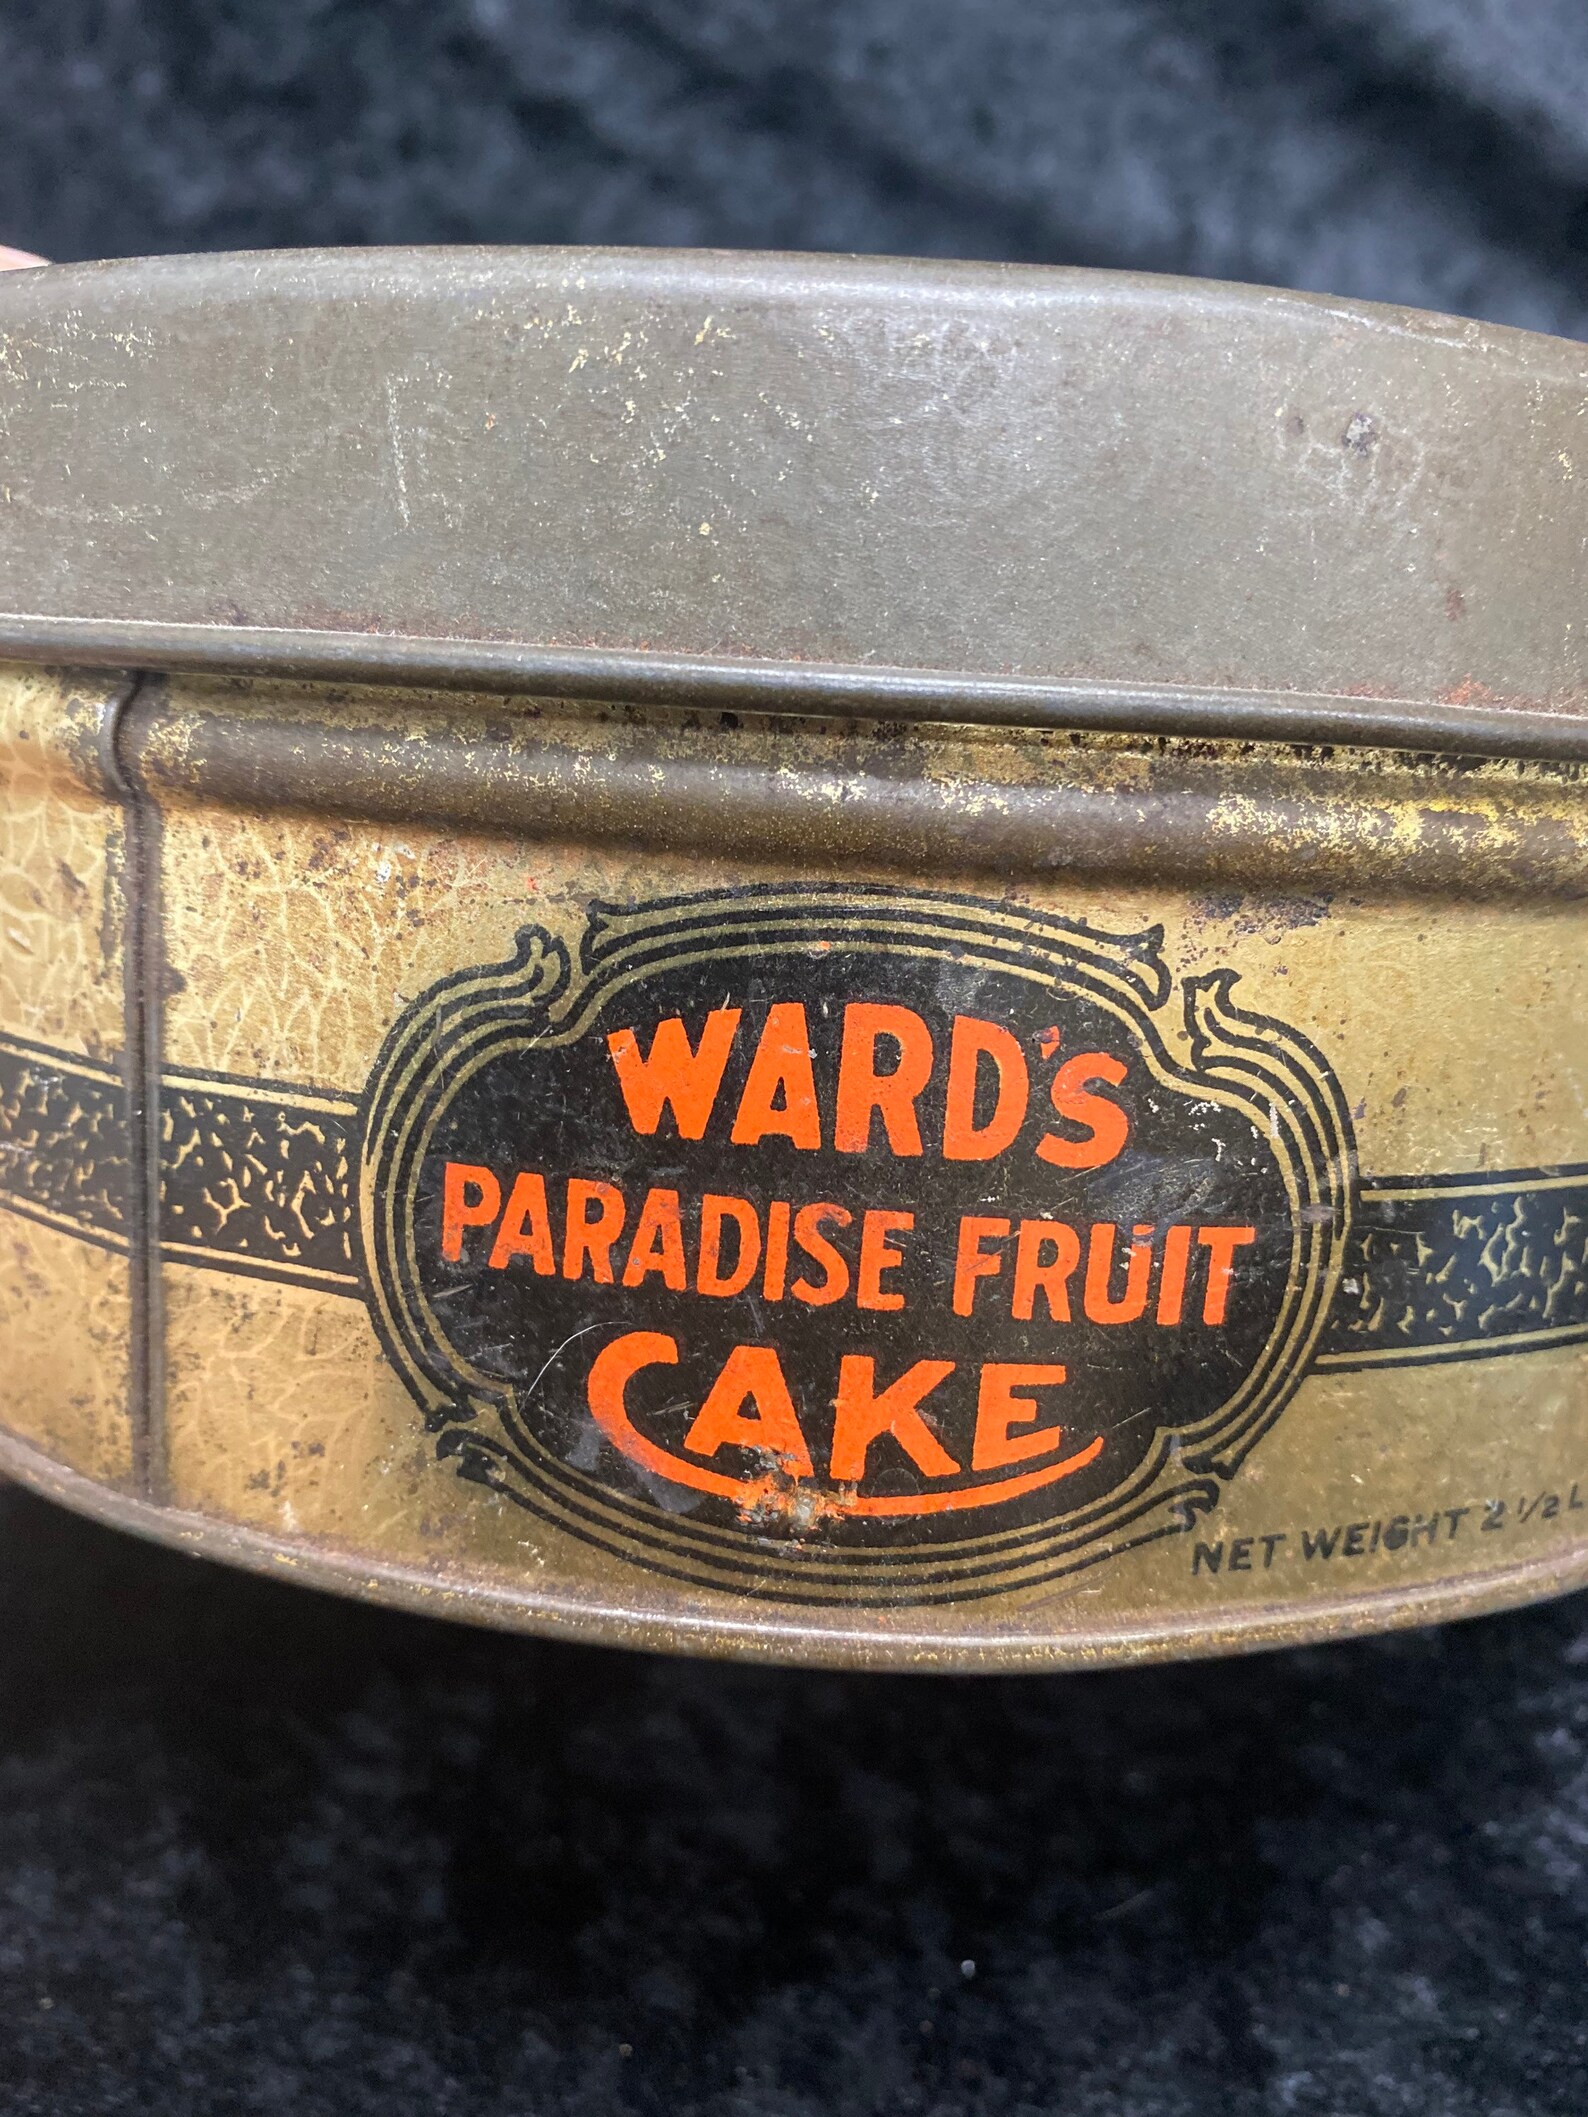 WARD'S
PARADISE FRUIT
CAKE
NET WEIGHT 2 1/2 L